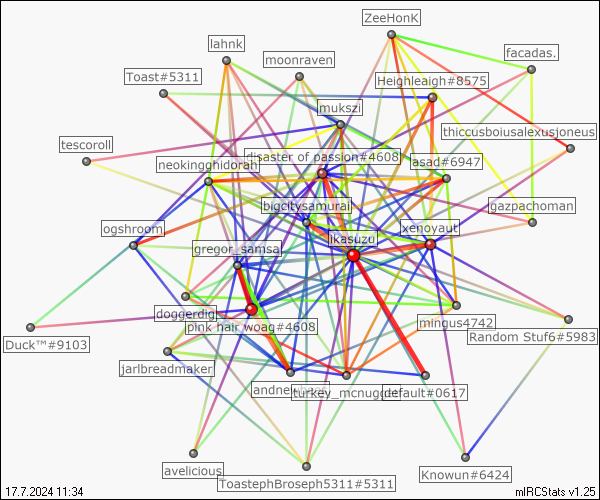 ZeeHonK
lahnk
facadas.
moonraven
Toast#5311
Heighleaigh#8575
mukszi
thiccusboiusalexusjoneus
tescoroll
disaster of passion#4608
neokingghidorah
asad#6947
bigcitysamurai
gazpachoman
ogshroom
xenoyaut
ikasuzu
gregor_samsa
doggerdig
pink hair woag#4608
mingus4742
Duck™#9103
Random Stuf6#5983
jarlbreadmaker
turkey_mcnugget
default#0617
avelicious
ToastephBroseph5311#5311
Knowun#6424
17.7.2024 11:34
mIRCStats v1.25